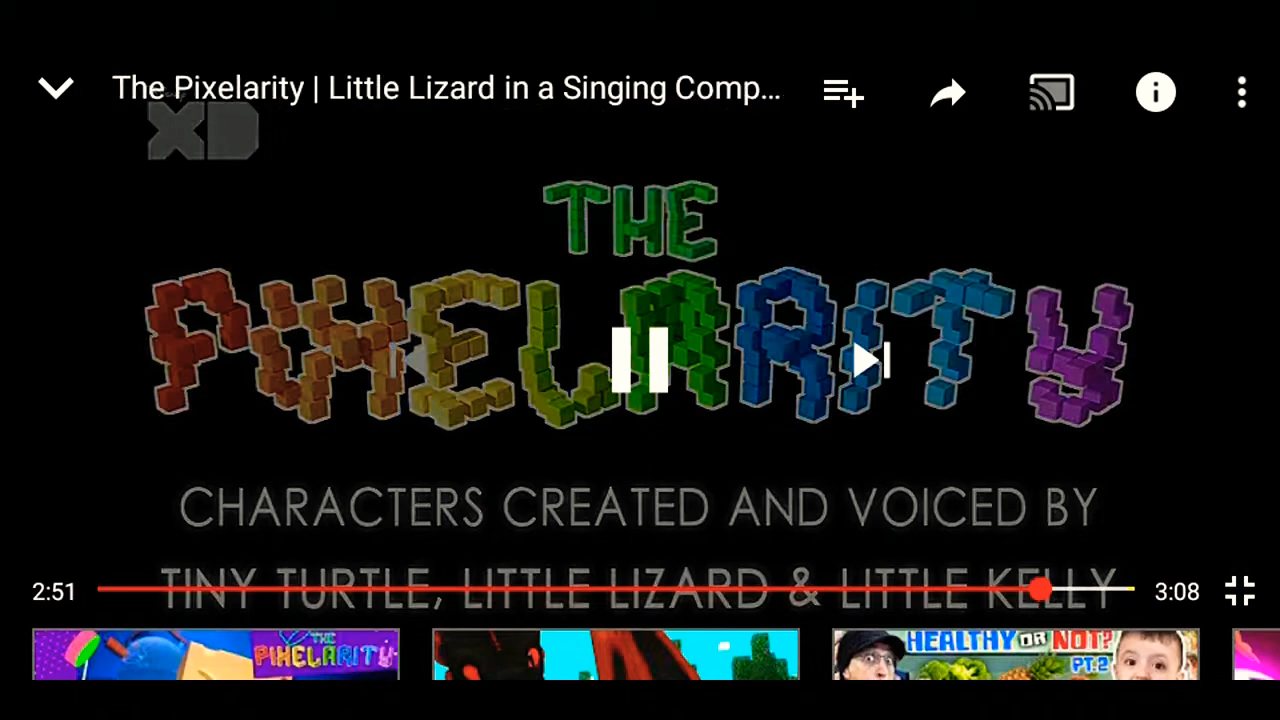 The Pixelarity | Little Lizard in a Singing Comp...
XD
THE
PIXELARITY
CHARACTERS CREATED AND VOICED BY
TINY TURTLE, LITTLE LIZARD & LITTLE KELLY
2:51
3:08
THE
PIXELARITY
HEALTHY OR NOT?
PT.2